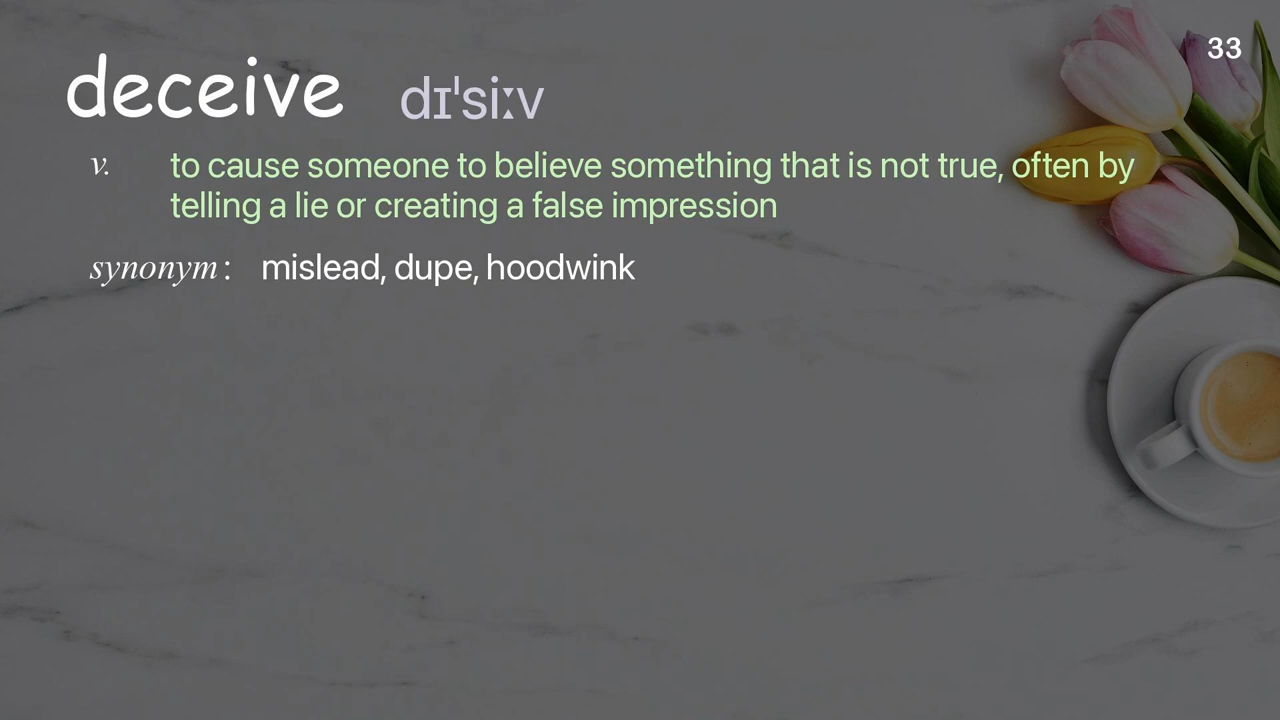 33
deceive dɪˈsiːv
v. to cause someone to believe something that is not true, often by
telling a lie or creating a false impression
synonym : mislead, dupe, hoodwink